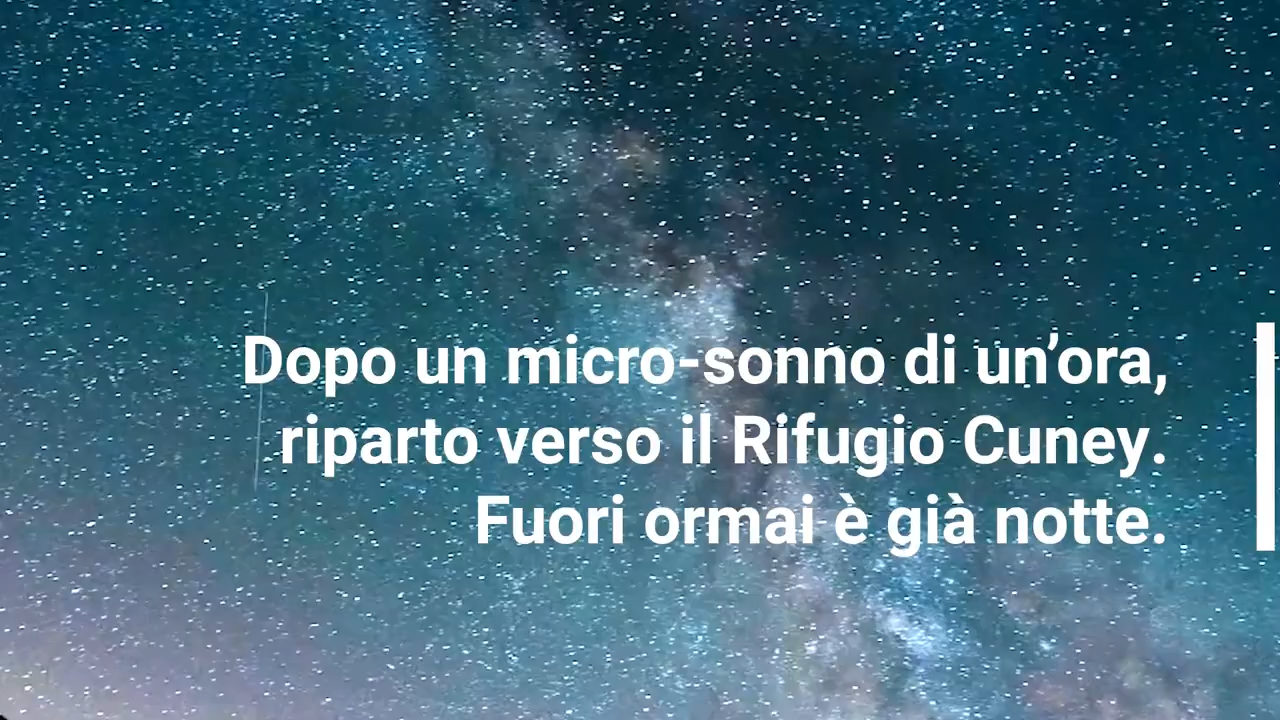 Dopo un micro-sonno di un’ora,
riparto verso il Rifugio Cuney.
Fuori ormai è già notte.